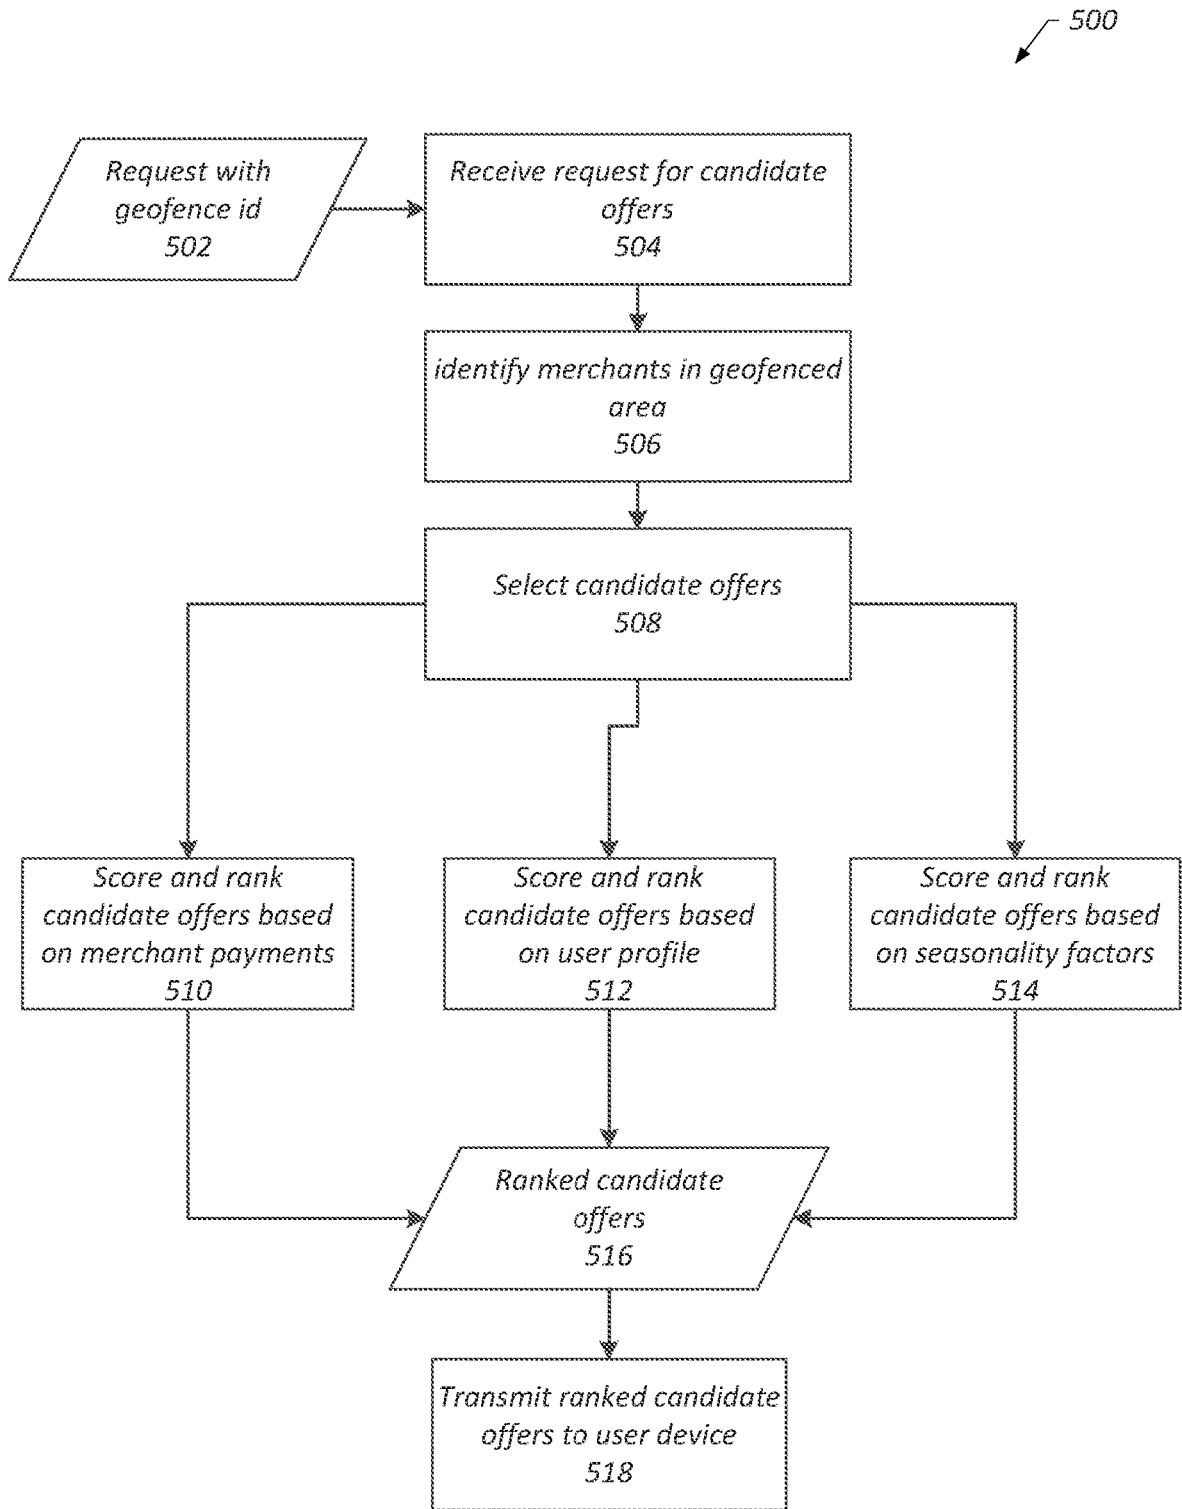 500
Request with
geofence id
502
Receive request for candidate
offers
504
identify merchants in geofenced
area
506
Select candidate offers
508
Score and rank
candidate offers based
on merchant payments
510
Score and rank
candidate offers based
on user profile
512
Score and rank
candidate offers based
on seasonality factors
514
Ranked candidate
offers
516
Transmit ranked candidate
offers to user device
518